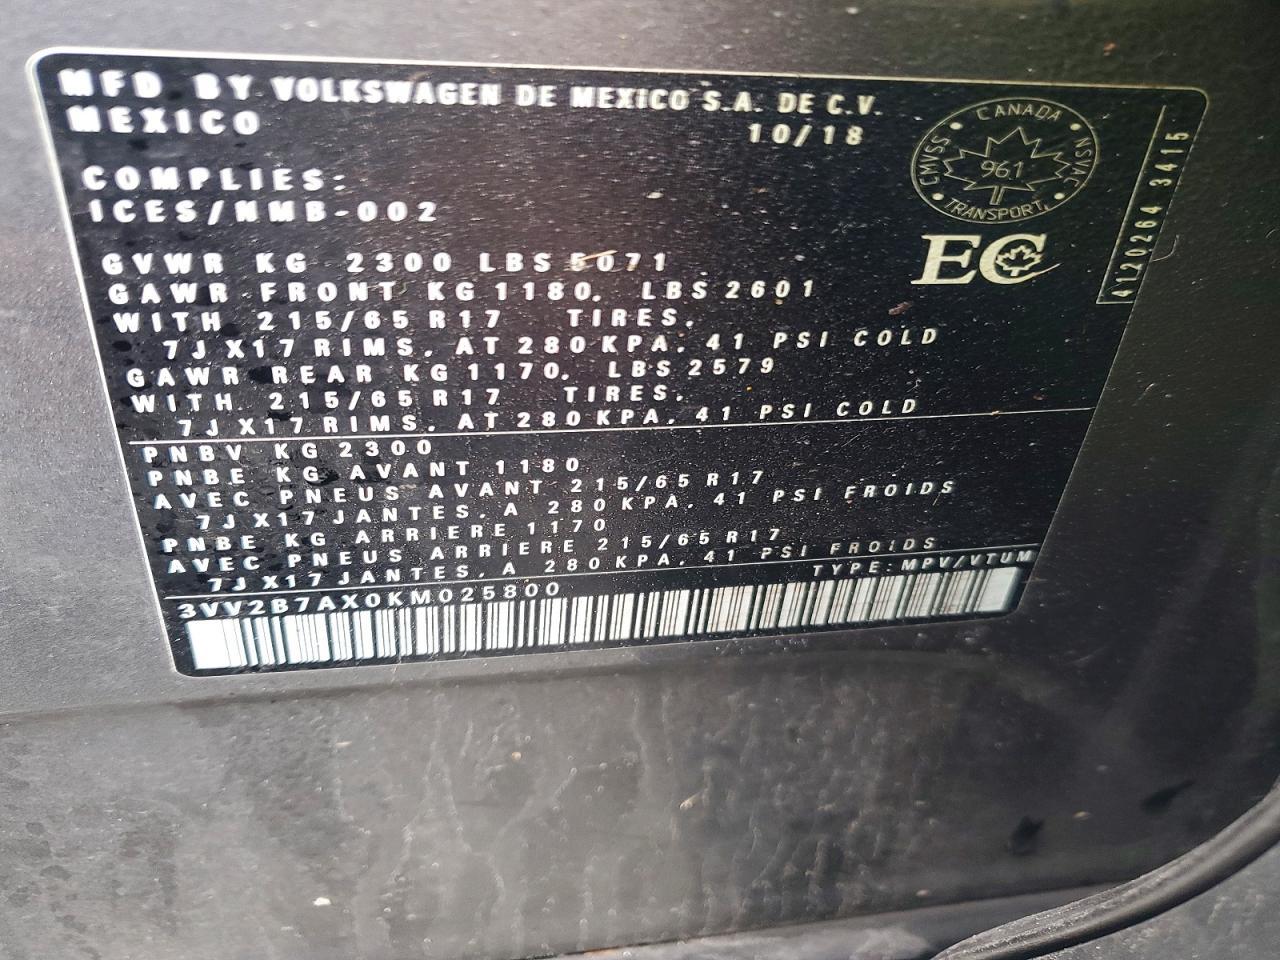 MFD BY VOLKSWAGEN DE MEXICO S.A. DE C.V.
MEXICO 10/18
CANADA
CMVSS 961 NSVAC
TRANSPORT
COMPLIES:
ICES/NMB-002
EC
4120264 3415
GVWR KG 2300 LBS 5071
GAWR FRONT KG 1180, LBS 2601
WITH 215/65 R17 TIRES,
7J X17 RIMS, AT 280 KPA, 41 PSI COLD
GAWR REAR KG 1170, LBS 2579
WITH 215/65 R17 TIRES,
7J X17 RIMS, AT 280 KPA, 41 PSI COLD
PNBV KG 2300
PNBE KG AVANT 1180
AVEC PNEUS AVANT 215/65 R17
7J X17 JANTES, A 280 KPA, 41 PSI FROIDS
PNBE KG ARRIERE 1170
AVEC PNEUS ARRIERE 215/65 R17
7J X17 JANTES, A 280 KPA, 41 PSI FROIDS
3VV2B7AX0KM025800 TYPE: MPV/VTUM